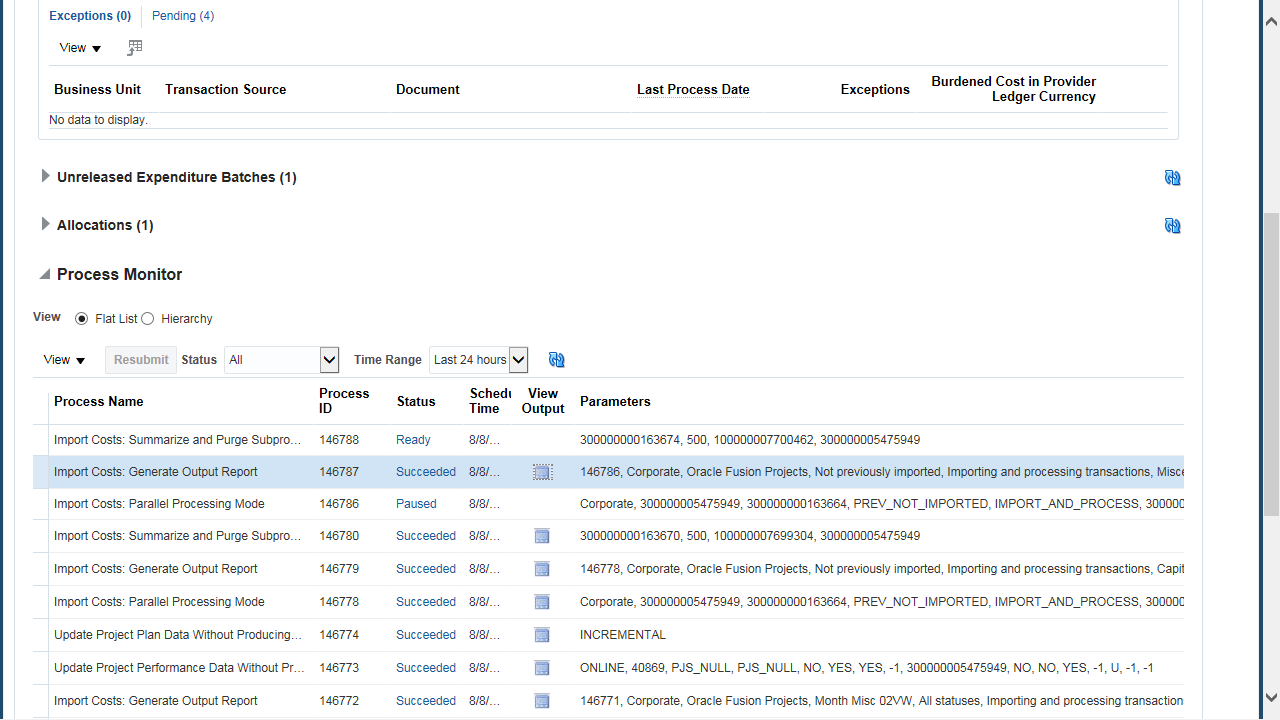 Exceptions (0) Pending (4)
View
Business Unit Transaction Source Document Last Process Date Exceptions Burdened Cost in Provider Ledger Currency
No data to display.
Unreleased Expenditure Batches (1)
Allocations (1)
Process Monitor
View Flat List Hierarchy
View Resubmit Status All Time Range Last 24 hours
Process Name Process ID Status Schedu Time View Output Parameters
Import Costs: Summarize and Purge Subpro... 146788 Ready 8/8/... 300000000163674, 500, 100000007700462, 300000005475949
Import Costs: Generate Output Report 146787 Succeeded 8/8/... 146786, Corporate, Oracle Fusion Projects, Not previously imported, Importing and processing transactions, Misce
Import Costs: Parallel Processing Mode 146786 Paused 8/8/... Corporate, 300000005475949, 300000000163664, PREV_NOT_IMPORTED, IMPORT_AND_PROCESS, 300000
Import Costs: Summarize and Purge Subpro... 146780 Succeeded 8/8/... 300000000163670, 500, 100000007699304, 300000005475949
Import Costs: Generate Output Report 146779 Succeeded 8/8/... 146778, Corporate, Oracle Fusion Projects, Not previously imported, Importing and processing transactions, Capit
Import Costs: Parallel Processing Mode 146778 Succeeded 8/8/... Corporate, 300000005475949, 300000000163664, PREV_NOT_IMPORTED, IMPORT_AND_PROCESS, 300000
Update Project Plan Data Without Producing... 146774 Succeeded 8/8/... INCREMENTAL
Update Project Performance Data Without Pr... 146773 Succeeded 8/8/... ONLINE, 40869, PJS_NULL, PJS_NULL, NO, YES, YES, -1, 300000005475949, NO, NO, YES, -1, U, -1, -1
Import Costs: Generate Output Report 146772 Succeeded 8/8/... 146771, Corporate, Oracle Fusion Projects, Month Misc 02VW, All statuses, Importing and processing transaction